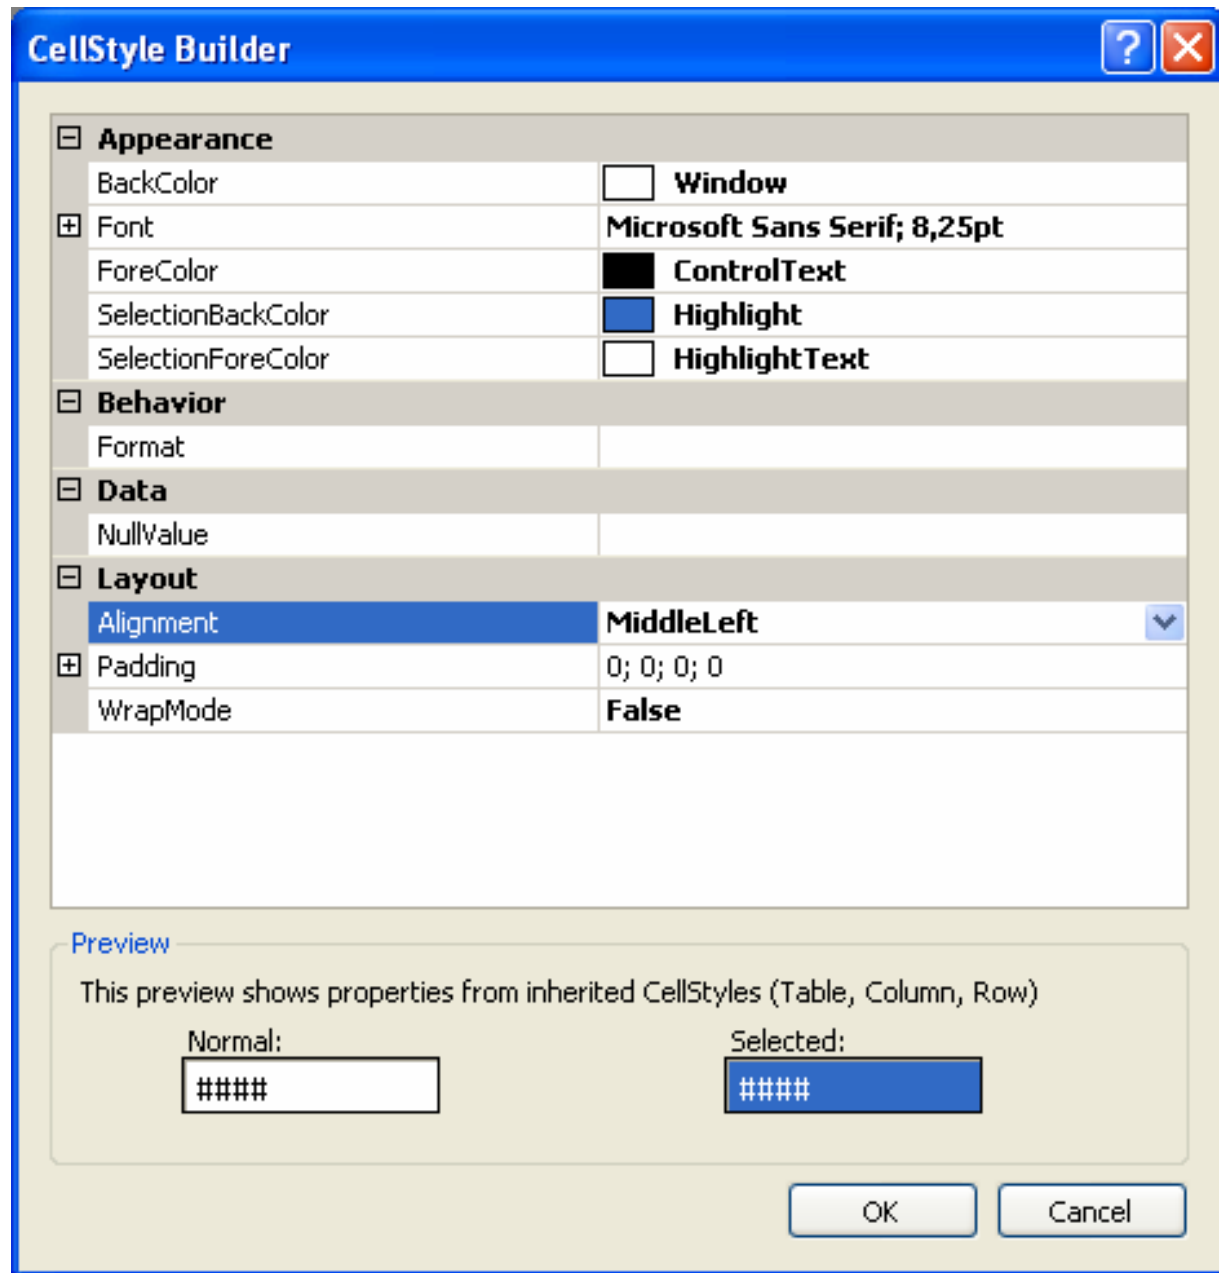 CellStyle Builder
Appearance
BackColor Window
Font Microsoft Sans Serif; 8,25pt
ForeColor ControlText
SelectionBackColor Highlight
SelectionForeColor HighlightText
Behavior
Format
Data
NullValue
Layout
Alignment MiddleLeft
Padding 0; 0; 0; 0
WrapMode False
Preview
This preview shows properties from inherited CellStyles (Table, Column, Row)
Normal: Selected:
#### ####
OK Cancel